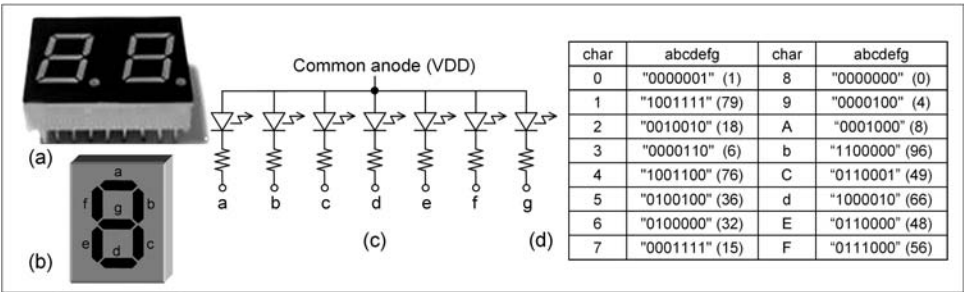 (a)
a
f
b
g
e
c
d
(b)
Common anode (VDD)
a b c d e f g
(c)
(d)
char abcdefg char abcdefg
0 "0000001" (1) 8 "0000000" (0)
1 "1001111" (79) 9 "0000100" (4)
2 "0010010" (18) A “0001000" (8)
3 "0000110" (6) b “1100000” (96)
4 "1001100" (76) C “0110001” (49)
5 "0100100" (36) d “1000010” (66)
6 "0100000" (32) E “0110000” (48)
7 "0001111" (15) F “0111000” (56)